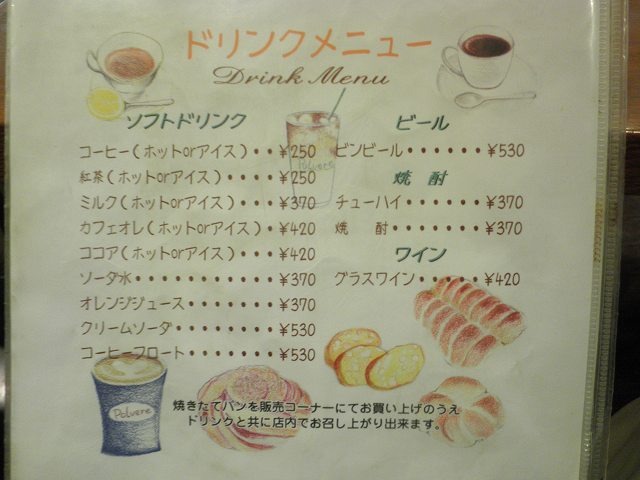 ドリンクメニュー
Drink Menu
ソフトドリンク
コーヒー(ホットorアイス)・・¥250
紅茶(ホットorアイス)・・・・¥250
ミルク(ホットorアイス)・・・¥370
カフェオレ(ホットorアイス)・¥420
ココア(ホットorアイス)・・・¥420
ソーダ水・・・・・・・・・・・¥370
オレンジジュース・・・・・・・¥370
クリームソーダ・・・・・・・・¥530
コーヒーフロート・・・・・・・¥530
ビール
ビンビール・・・・・・¥530
焼 酎
チューハイ・・・・・・・¥370
焼 酎・・・・・・・・¥370
ワイン
グラスワイン・・・・・¥420
Polvere
Polvere
焼きたてパンを販売コーナーにてお買い上げのうえ
ドリンクと共に店内でお召し上がり出来ます。